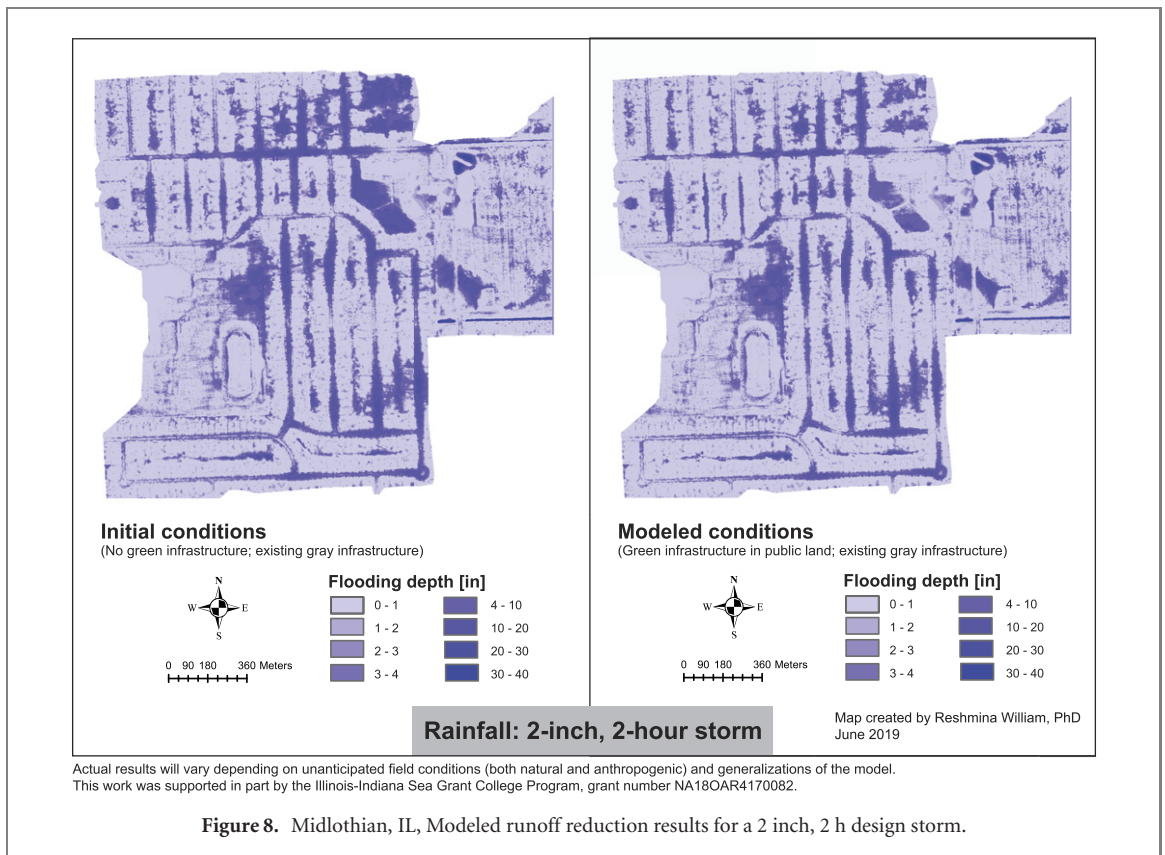 Initial conditions
(No green infrastructure; existing gray infrastructure)
N
W E
S
0 90 180 360 Meters
Flooding depth [in]
0 - 1
1 - 2
2 - 3
3 - 4
4 - 10
10 - 20
20 - 30
30 - 40
Modeled conditions
(Green infrastructure in public land; existing gray infrastructure)
N
W E
S
0 90 180 360 Meters
Flooding depth [in]
0 - 1
1 - 2
2 - 3
3 - 4
4 - 10
10 - 20
20 - 30
30 - 40
Rainfall: 2-inch, 2-hour storm
Map created by Reshmina William, PhD
June 2019
Actual results will vary depending on unanticipated field conditions (both natural and anthropogenic) and generalizations of the model.
This work was supported in part by the Illinois-Indiana Sea Grant College Program, grant number NA18OAR4170082.
Figure 8. Midlothian, IL, Modeled runoff reduction results for a 2 inch, 2 h design storm.